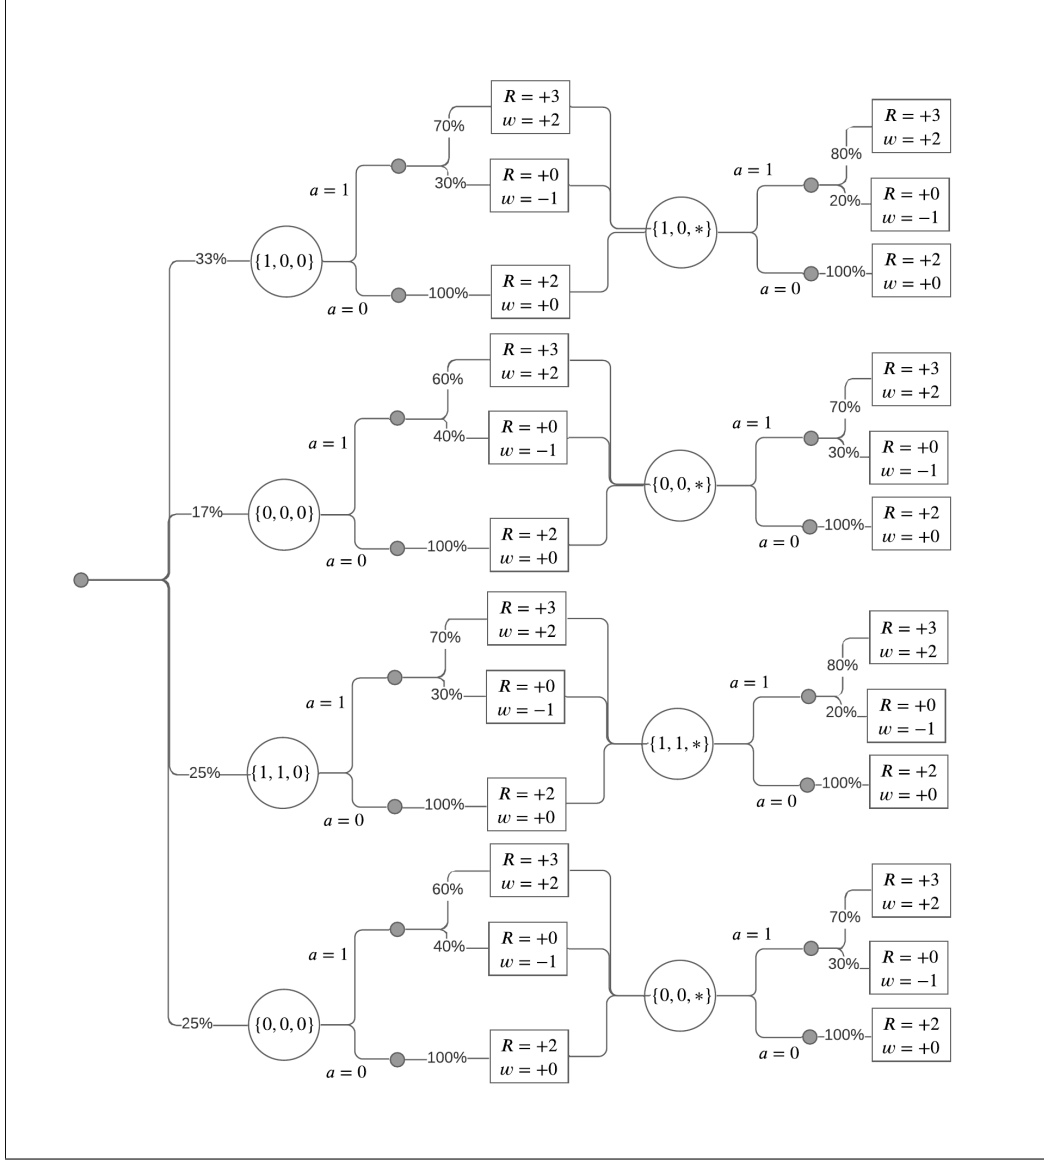 R = +3
w = +2
70%
R = +0
w = −1
30%
a = 1
33%
{1, 0, 0}
a = 0
100%
R = +2
w = +0
{1, 0, ∗}
a = 1
80%
R = +3
w = +2
20%
R = +0
w = −1
a = 0
100%
R = +2
w = +0
R = +3
w = +2
60%
R = +0
w = −1
40%
a = 1
17%
{0, 0, 0}
a = 0
100%
R = +2
w = +0
{0, 0, ∗}
a = 1
70%
R = +3
w = +2
30%
R = +0
w = −1
a = 0
100%
R = +2
w = +0
R = +3
w = +2
70%
R = +0
w = −1
30%
a = 1
25%
{1, 1, 0}
a = 0
100%
R = +2
w = +0
{1, 1, ∗}
a = 1
80%
R = +3
w = +2
20%
R = +0
w = −1
a = 0
100%
R = +2
w = +0
R = +3
w = +2
60%
R = +0
w = −1
40%
a = 1
25%
{0, 0, 0}
a = 0
100%
R = +2
w = +0
{0, 0, ∗}
a = 1
70%
R = +3
w = +2
30%
R = +0
w = −1
a = 0
100%
R = +2
w = +0